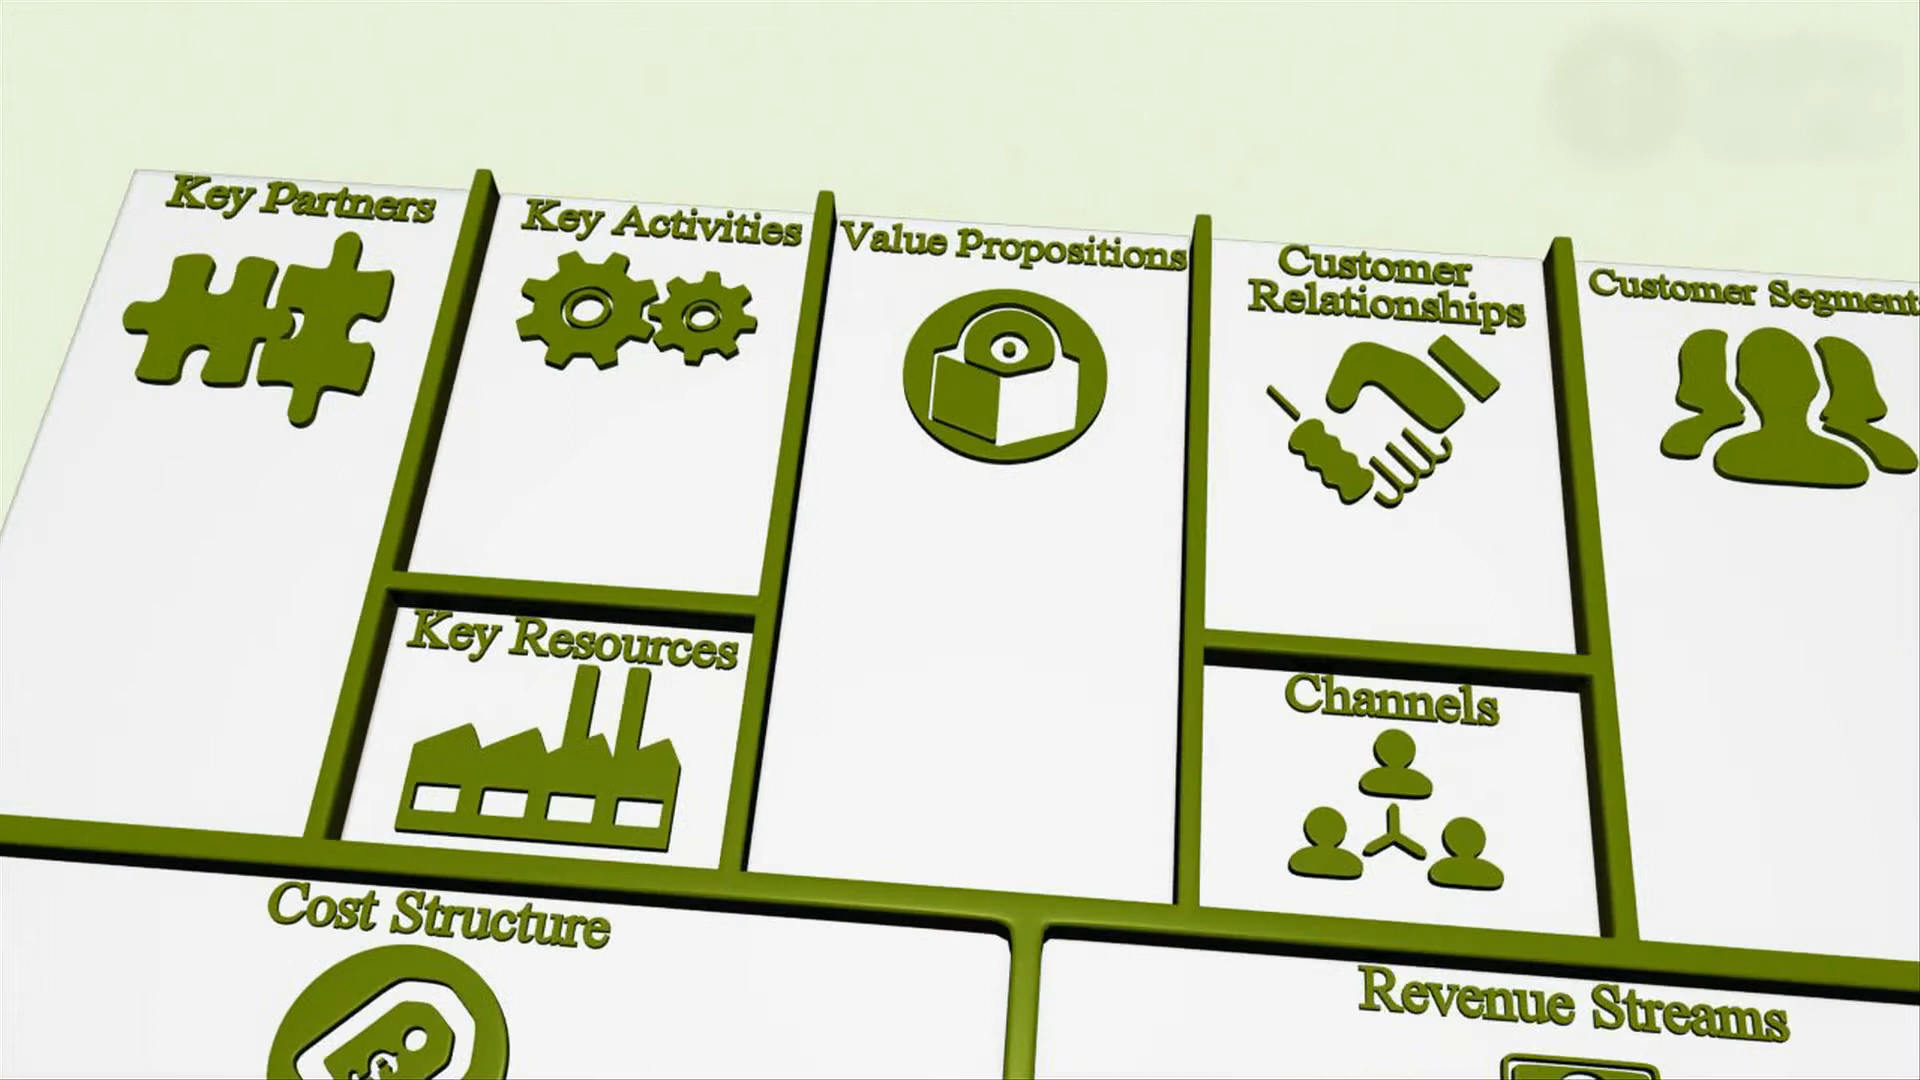 Key Partners
Key Activities
Value Propositions
Customer
Relationships
Customer Segment
Key Resources
Channels
Cost Structure
Revenue Streams